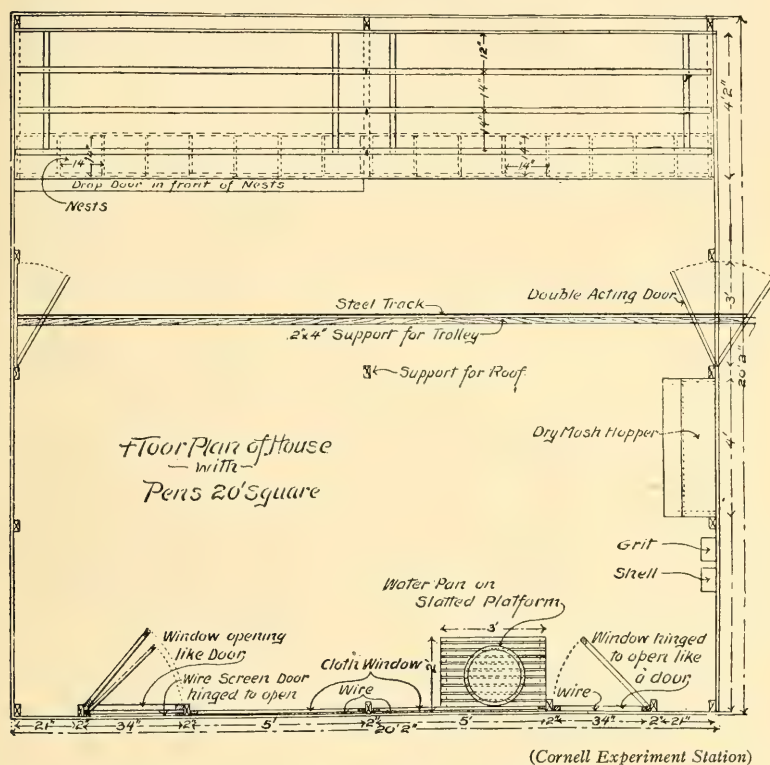 12"
14"
14"
4'2"
14"
14"
14"
14"
Drop Door in front of Nests
Nests
Steel Track
Double Acting Door
3'
2"x4" Support for Trolley
Support for Roof
20'2"
Floor Plan of House
with
Pens 20' Square
Dry Mash Hopper
4'
Grit
Shell
Water Pan on
Slatted Platform
3'
2'
Window opening
like Door
Wire Screen Door
hinged to open
Cloth Window
Wire
Window hinged
to open like
a door
Wire
21" 2" 34" 2" 5' 2" 5' 2" 34" 2" 21"
20'2"
(Cornell Experiment Station)